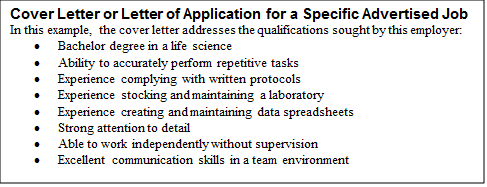 Cover Letter or Letter of Application for a Specific Advertised Job
In this example, the cover letter addresses the qualifications sought by this employer:
• Bachelor degree in a life science
• Ability to accurately perform repetitive tasks
• Experience complying with written protocols
• Experience stocking and maintaining a laboratory
• Experience creating and maintaining data spreadsheets
• Strong attention to detail
• Able to work independently without supervision
• Excellent communication skills in a team environment